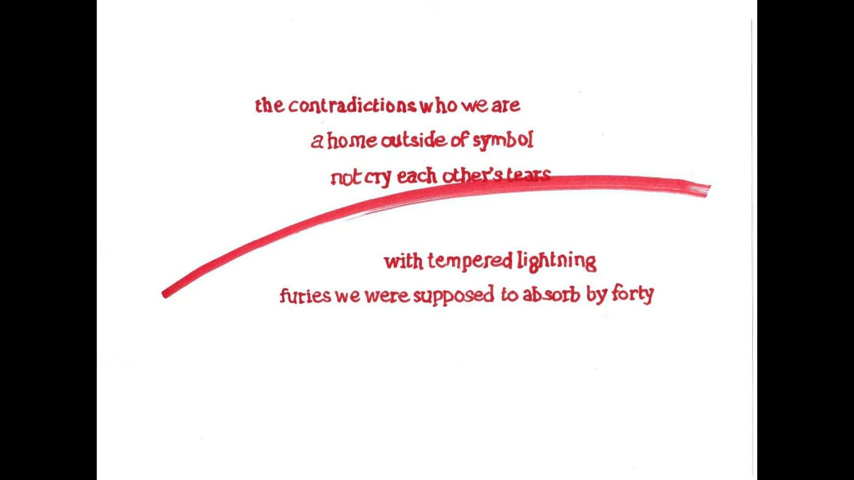 the contradictions who we are
a home outside of symbol
not cry each other's tears
with tempered lightning
furies we were supposed to absorb by forty